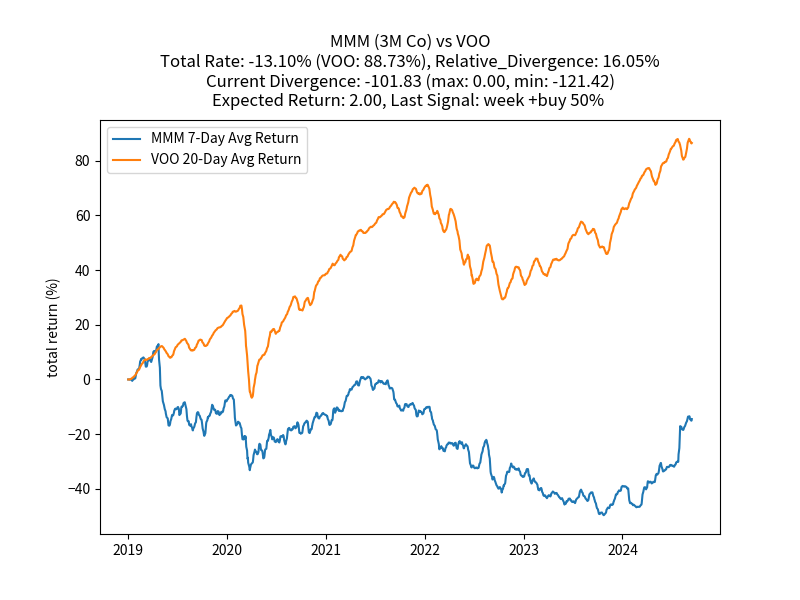 MMM (3M Co) vs VOO
Total Rate: -13.10% (VOO: 88.73%), Relative_Divergence: 16.05%
Current Divergence: -101.83 (max: 0.00, min: -121.42)
Expected Return: 2.00, Last Signal: week +buy 50%
MMM 7-Day Avg Return
VOO 20-Day Avg Return
total return (%)
80
60
40
20
0
−20
−40
2019
2020
2021
2022
2023
2024